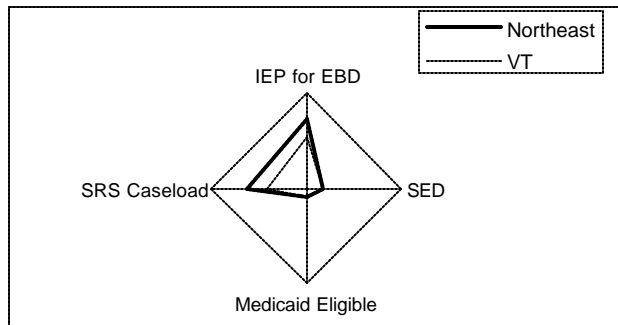 Northeast
VT
IEP for EBD
SRS Caseload
SED
Medicaid Eligible